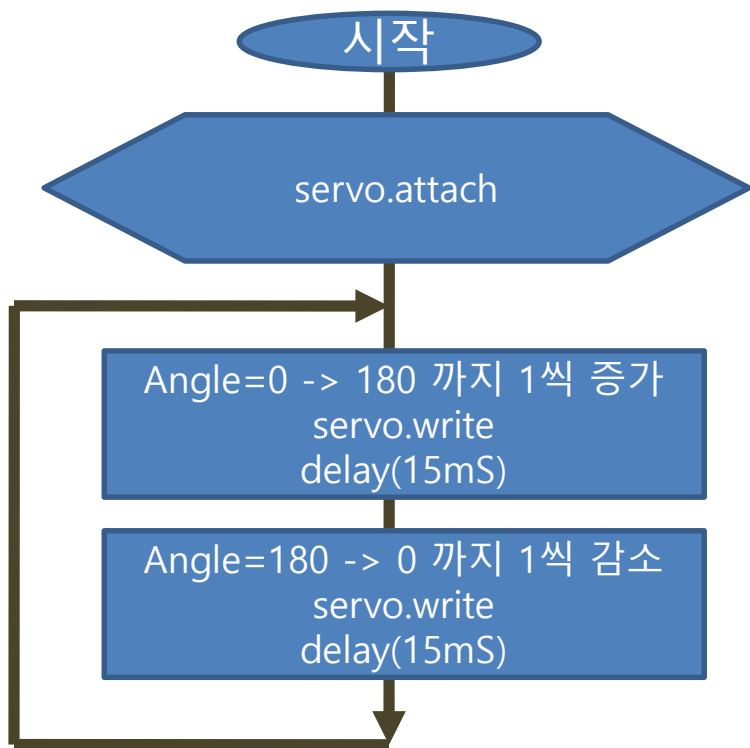 시작
servo.attach
Angle=0 -> 180 까지 1씩 증가
servo.write
delay(15mS)
Angle=180 -> 0 까지 1씩 감소
servo.write
delay(15mS)